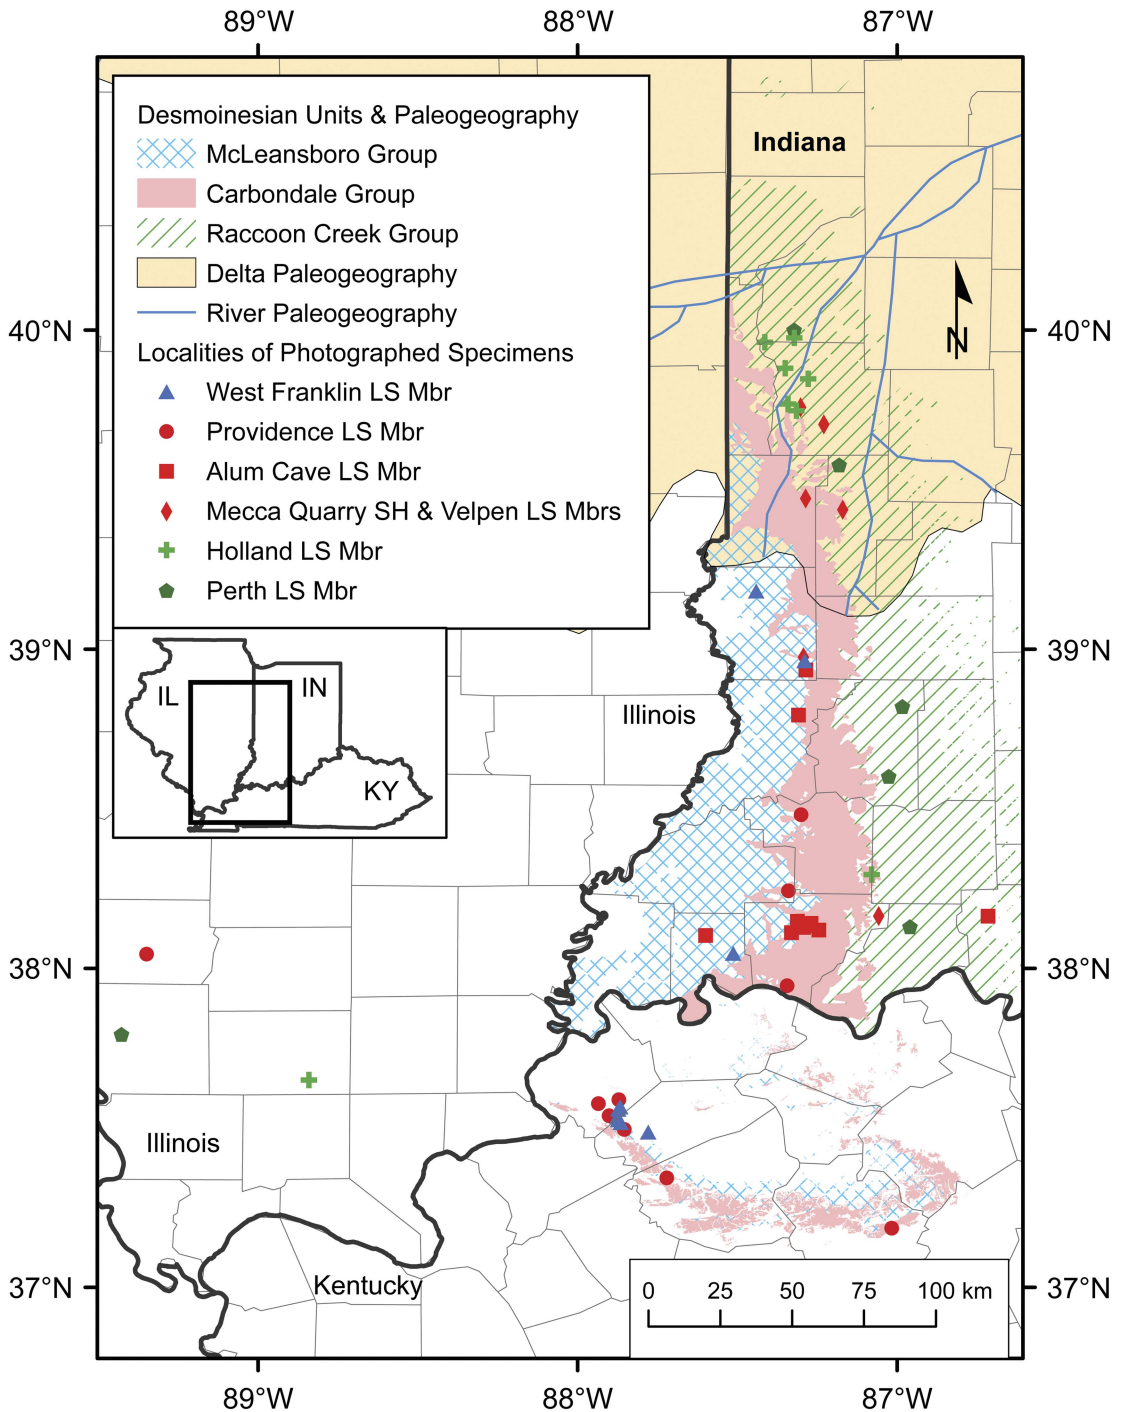 89°W 88°W 87°W
Desmoinesian Units & Paleogeography
McLeansboro Group
Carbondale Group
Raccoon Creek Group
Delta Paleogeography
River Paleogeography
Localities of Photographed Specimens
West Franklin LS Mbr
Providence LS Mbr
Alum Cave LS Mbr
Mecca Quarry SH & Velpen LS Mbrs
Holland LS Mbr
Perth LS Mbr
Indiana
N
40°N 40°N
39°N 39°N
IL IN
KY
Illinois
38°N 38°N
Illinois
Kentucky
37°N 37°N
0 25 50 75 100 km
89°W 88°W 87°W